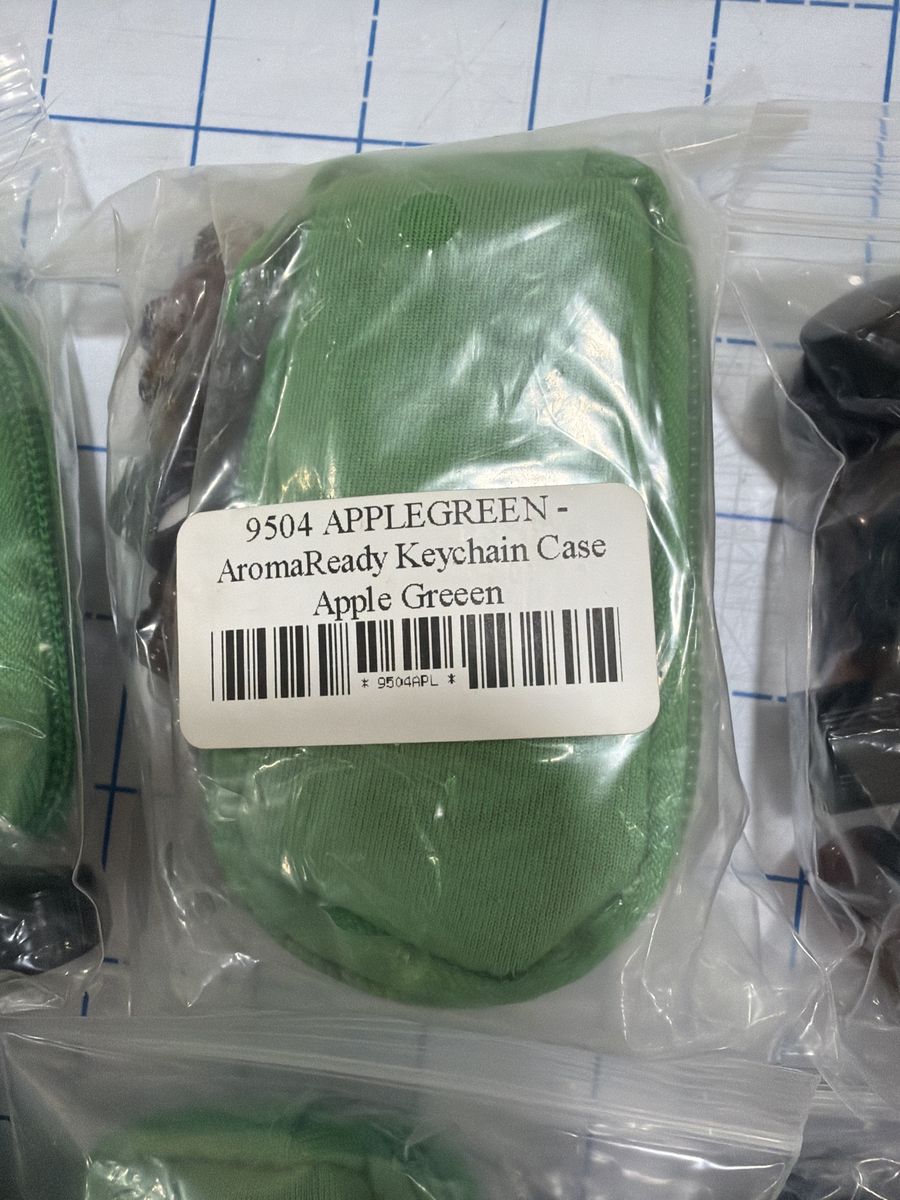 9504 APPLEGREEN -
AromaReady Keychain Case
Apple Greeen
* 9504APL *